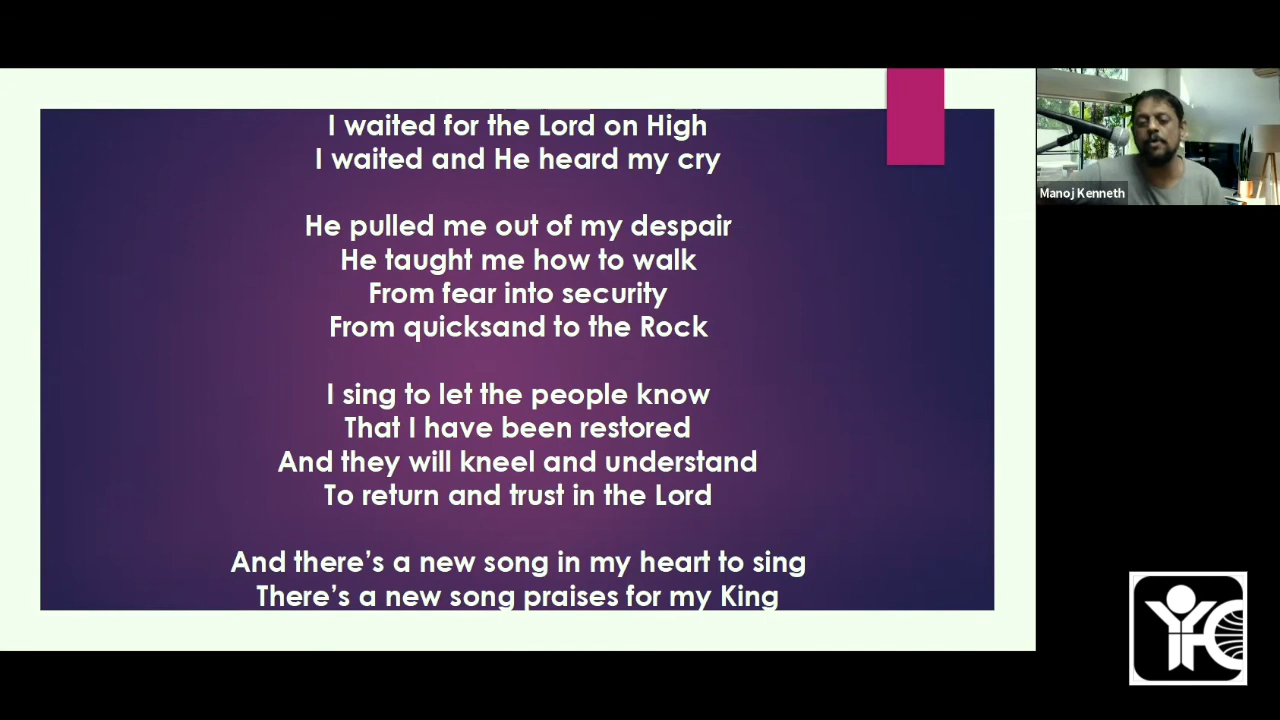 I waited for the Lord on High
I waited and He heard my cry
He pulled me out of my despair
He taught me how to walk
From fear into security
From quicksand to the Rock
I sing to let the people know
That I have been restored
And they will kneel and understand
To return and trust in the Lord
And there's a new song in my heart to sing
There's a new song praises for my King
Manoj Kenneth
YFC